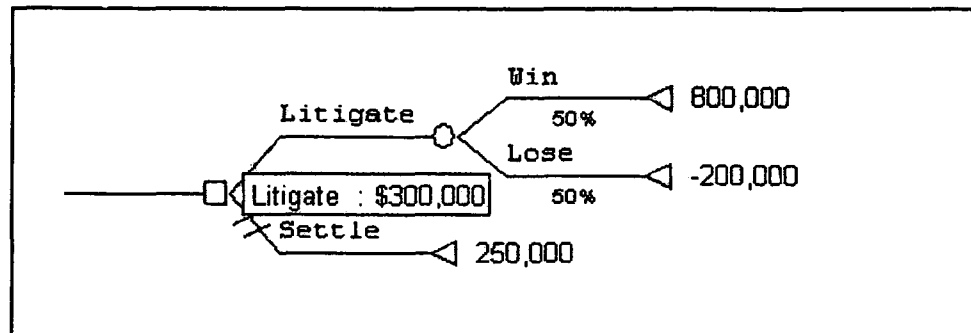 Win
800,000
50%
Litigate
Lose
-200,000
50%
Litigate : $300,000
Settle
250,000